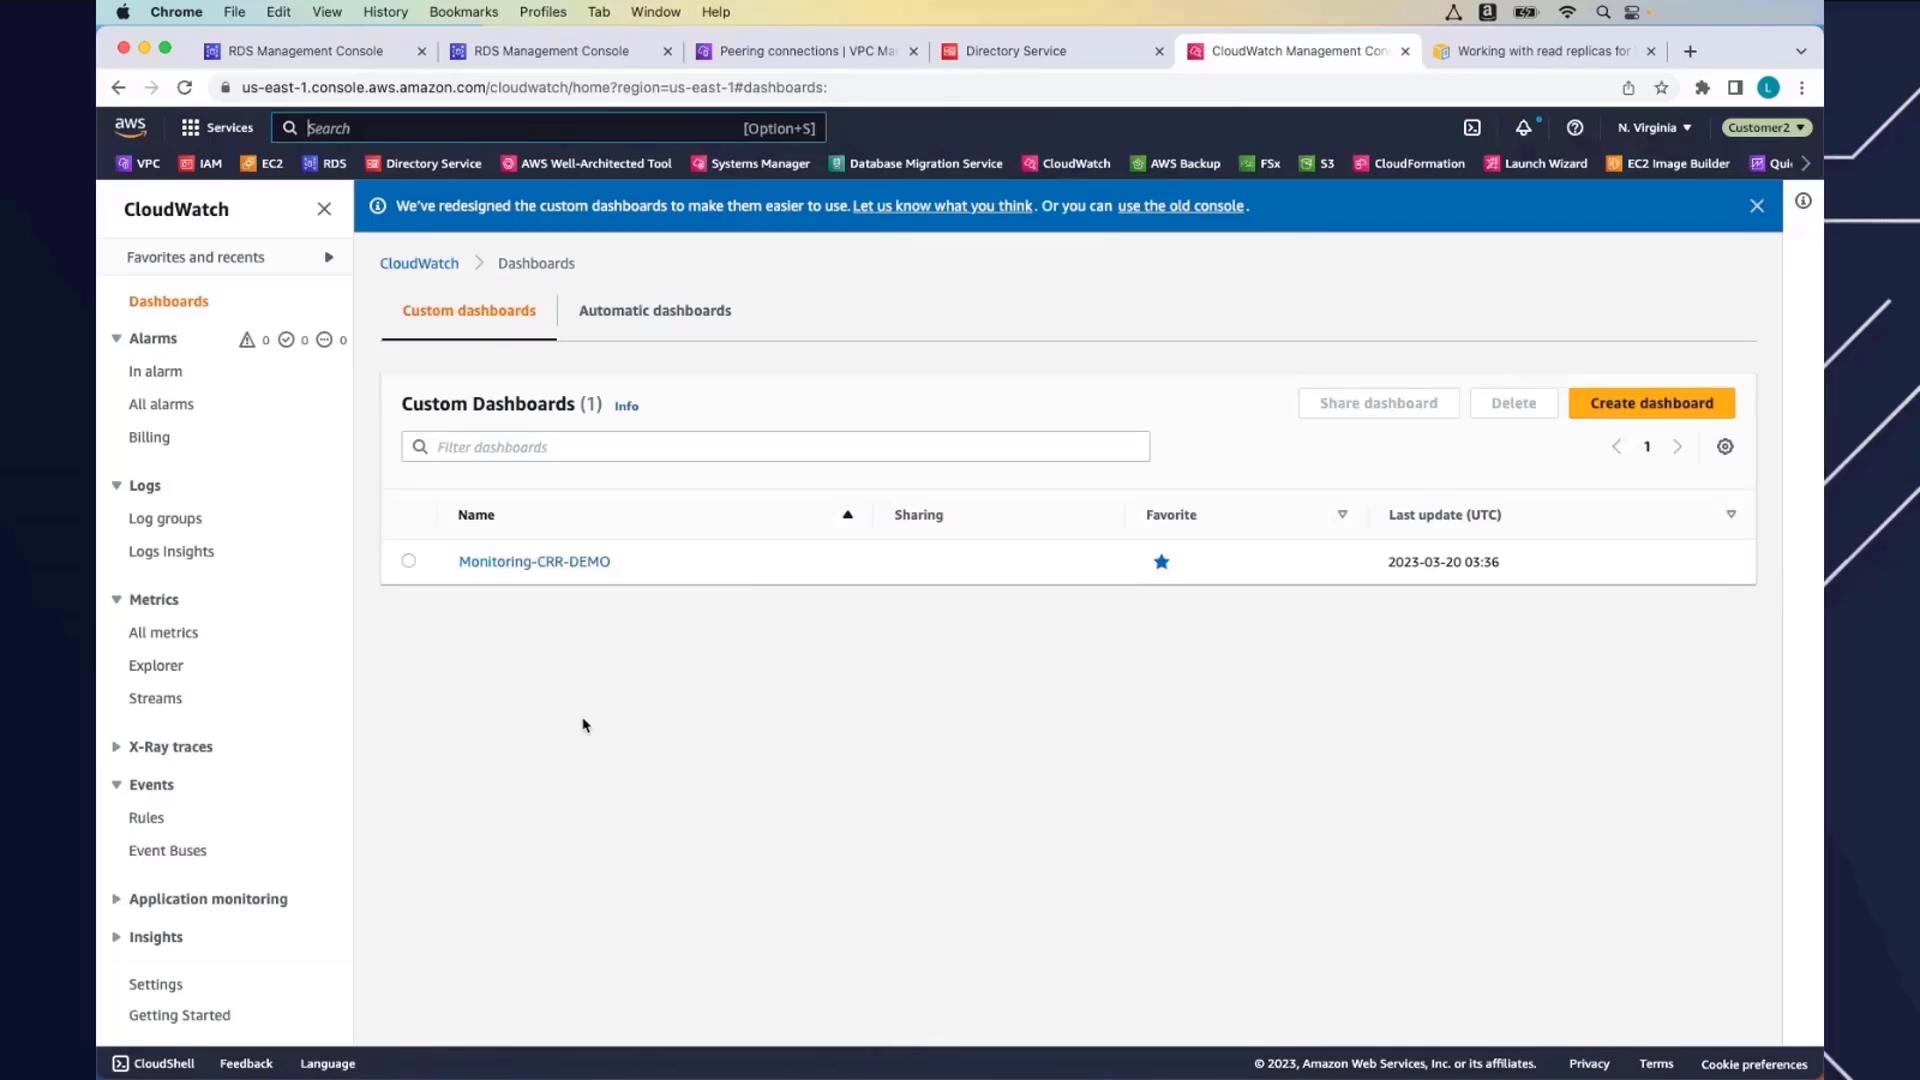 Chrome File Edit View History Bookmarks Profiles Tab Window Help
RDS Management Console RDS Management Console Peering connections | VPC Ma Directory Service CloudWatch Management Con Working with read replicas for
us-east-1.console.aws.amazon.com/cloudwatch/home?region=us-east-1#dashboards: L
aws Services Search [Option+S] N. Virginia Customer2
VPC IAM EC2 RDS Directory Service AWS Well-Architected Tool Systems Manager Database Migration Service CloudWatch AWS Backup FSx S3 CloudFormation Launch Wizard EC2 Image Builder Qui
CloudWatch
We've redesigned the custom dashboards to make them easier to use. Let us know what you think. Or you can use the old console.
Favorites and recents
CloudWatch Dashboards
Dashboards
Custom dashboards Automatic dashboards
Alarms 0 0 0
In alarm
All alarms
Billing
Custom Dashboards (1) Info Share dashboard Delete Create dashboard
Filter dashboards 1
Logs
Log groups
Logs Insights
Name Sharing Favorite Last update (UTC)
Monitoring-CRR-DEMO 2023-03-20 03:36
Metrics
All metrics
Explorer
Streams
X-Ray traces
Events
Rules
Event Buses
Application monitoring
Insights
Settings
Getting Started
CloudShell Feedback Language © 2023, Amazon Web Services, Inc. or its affiliates. Privacy Terms Cookie preferences